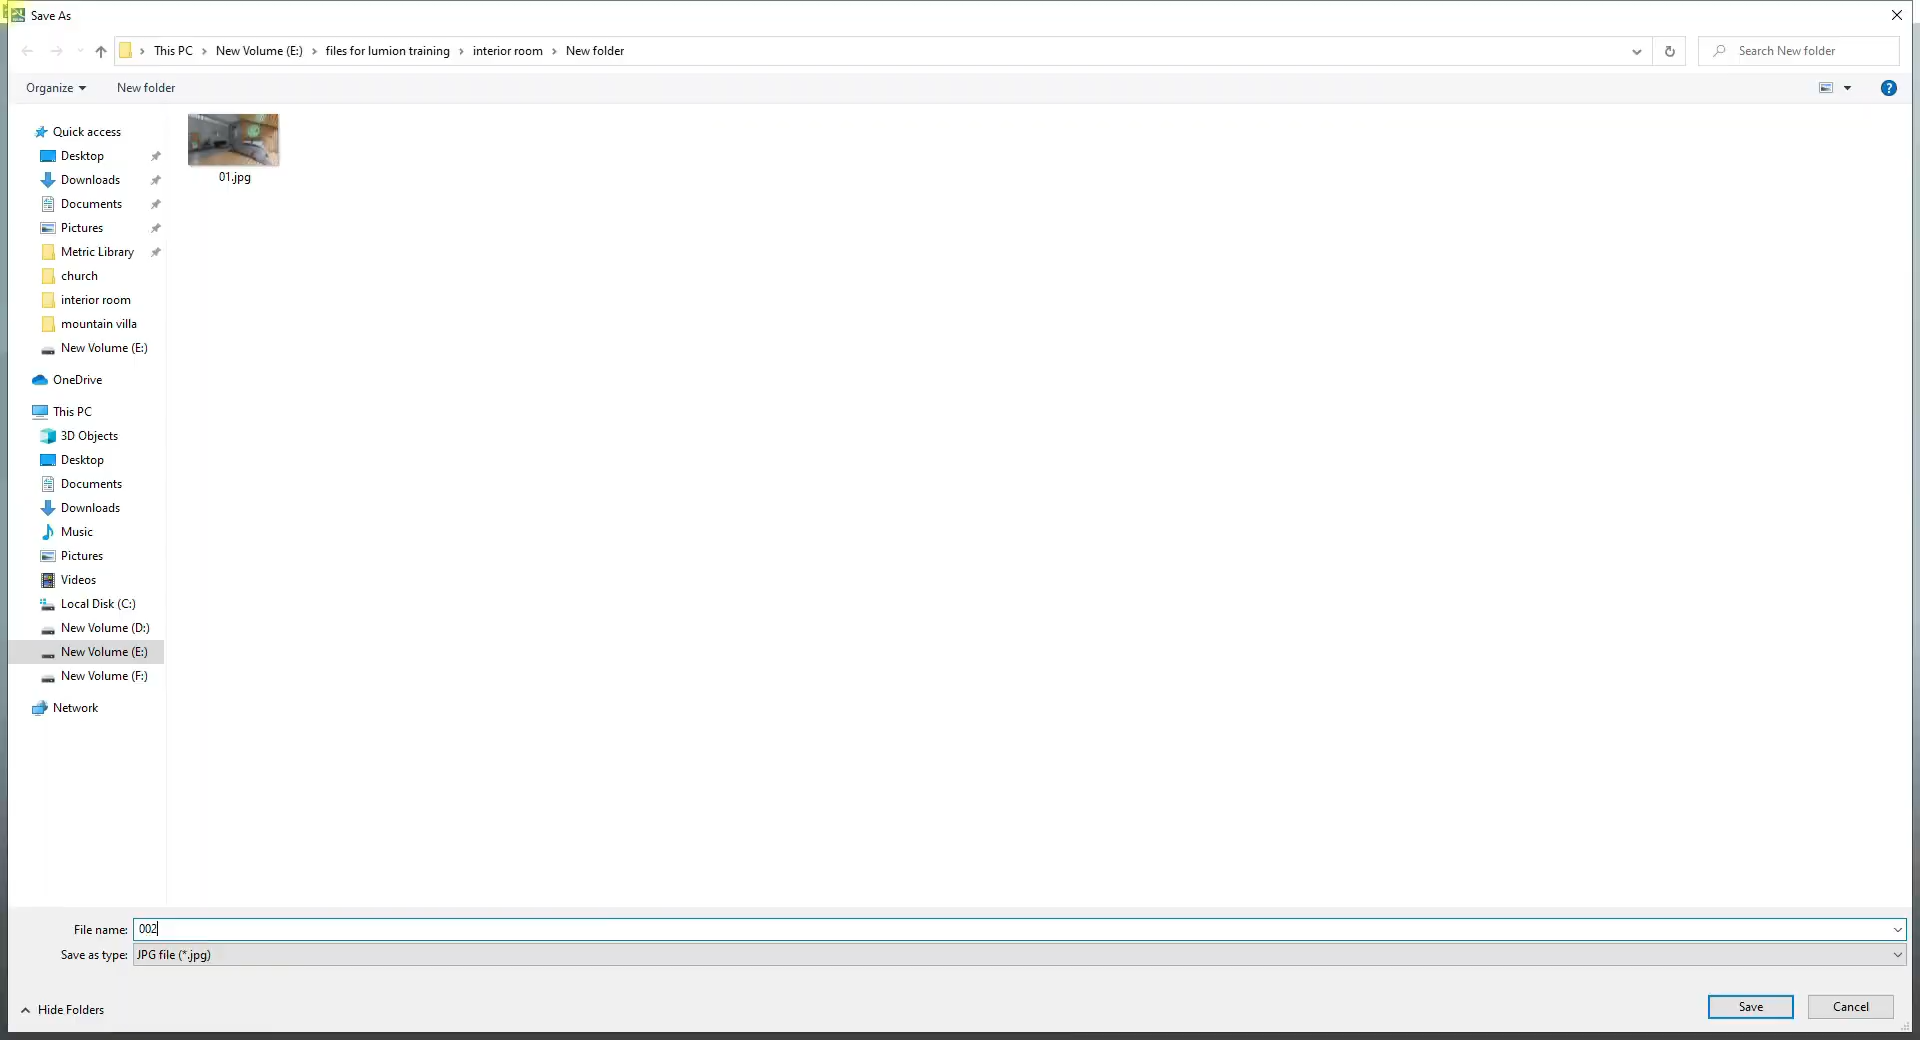 Save As
This PC > New Volume (E:) > files for lumion training > interior room > New folder
Search New folder
Organize
New folder
01.jpg
Quick access
Desktop
Downloads
Documents
Pictures
Metric Library
church
interior room
mountain villa
New Volume (E:)
OneDrive
This PC
3D Objects
Desktop
Documents
Downloads
Music
Pictures
Videos
Local Disk (C:)
New Volume (D:)
New Volume (E:)
New Volume (F:)
Network
File name: 002
Save as type: JPG file (*.jpg)
Hide Folders
Save
Cancel